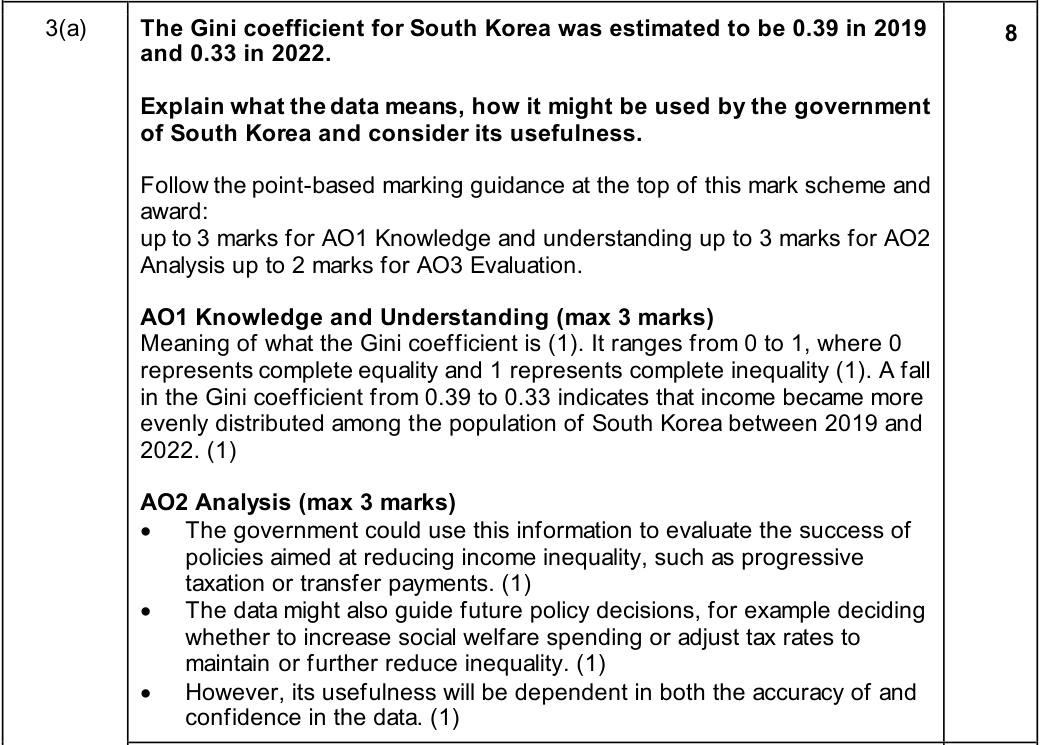 3(a)
The Gini coefficient for South Korea was estimated to be 0.39 in 2019
and 0.33 in 2022.
8
Explain what the data means, how it might be used by the government
of South Korea and consider its usefulness.
Follow the point-based marking guidance at the top of this mark scheme and
award:
up to 3 marks for AO1 Knowledge and understanding up to 3 marks for AO2
Analysis up to 2 marks for AO3 Evaluation.
AO1 Knowledge and Understanding (max 3 marks)
Meaning of what the Gini coefficient is (1). It ranges from 0 to 1, where 0
represents complete equality and 1 represents complete inequality (1). A fall
in the Gini coefficient from 0.39 to 0.33 indicates that income became more
evenly distributed among the population of South Korea between 2019 and
2022. (1)
AO2 Analysis (max 3 marks)
• The government could use this information to evaluate the success of
policies aimed at reducing income inequality, such as progressive
taxation or transfer payments. (1)
• The data might also guide future policy decisions, for example deciding
whether to increase social welfare spending or adjust tax rates to
maintain or further reduce inequality. (1)
• However, its usefulness will be dependent in both the accuracy of and
confidence in the data. (1)